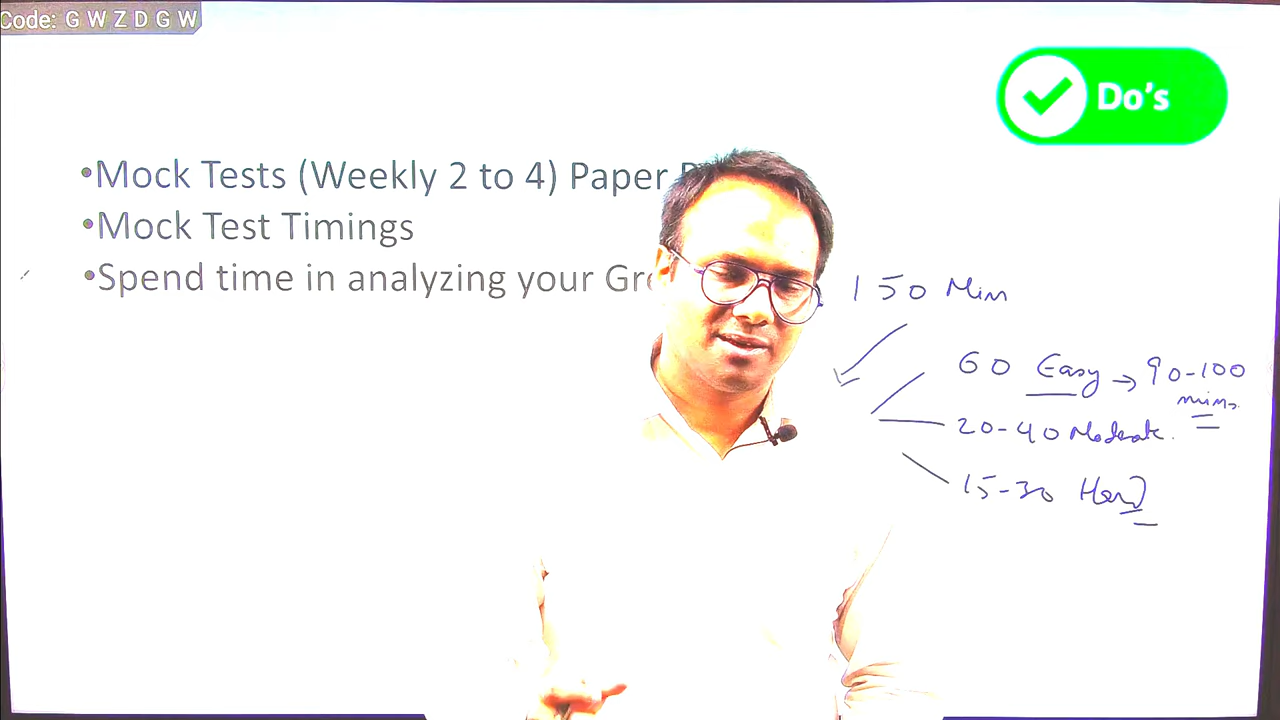 Code: G W Z D G W
Do's
•Mock Tests (Weekly 2 to 4) Paper
•Mock Test Timings
•Spend time in analyzing your
150 Min
60 Easy → 90-100
mins.
20-40 Moderate.
15-30 Hard